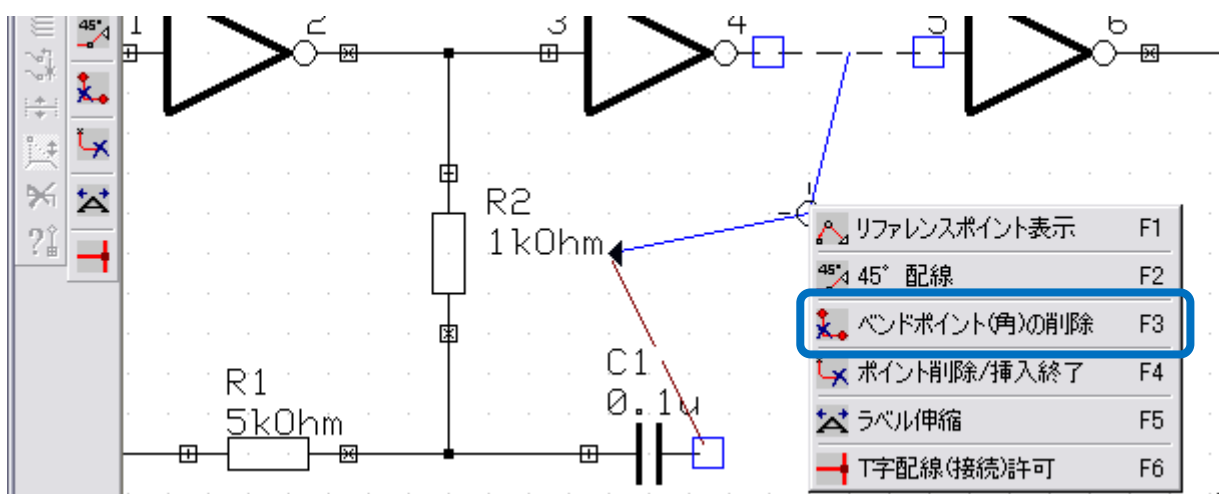 45°
1
2
3
4
5
6
R2
1kOhm
リファレンスポイント表示 F1
45° 45° 配線 F2
ベンドポイント(角)の削除 F3
ポイント削除/挿入終了 F4
ラベル伸縮 F5
T字配線(接続)許可 F6
C1
0.1u
R1
5kOhm